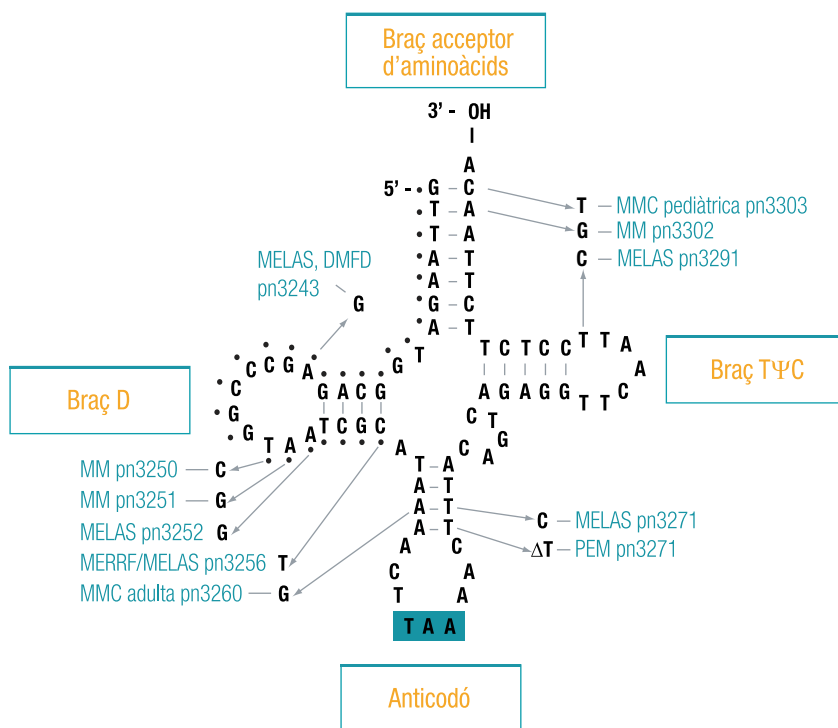 Braç acceptor
d'aminoàcids
3' - OH
A
5' - G – C
T – MMC pediàtrica pn3303
T – A
G – MM pn3302
T – A
C – MELAS pn3291
MELAS, DMFD
pn3243
G
A – T
A – T
G – C
A – T
T
G
T C T C C T T A A
A G A G G T T C
Braç TΨC
C T G A C
G A C G
C G C T
A G C C C G G T A A
Braç D
A
T – A
A – T
A – T
A – T
MM pn3250 – C
MM pn3251 – G
MELAS pn3252 G
MERRF/MELAS pn3256 T
MMC adulta pn3260 – G
C – MELAS pn3271
ΔT – PEM pn3271
A C
C A
T A
T A A
Anticodó